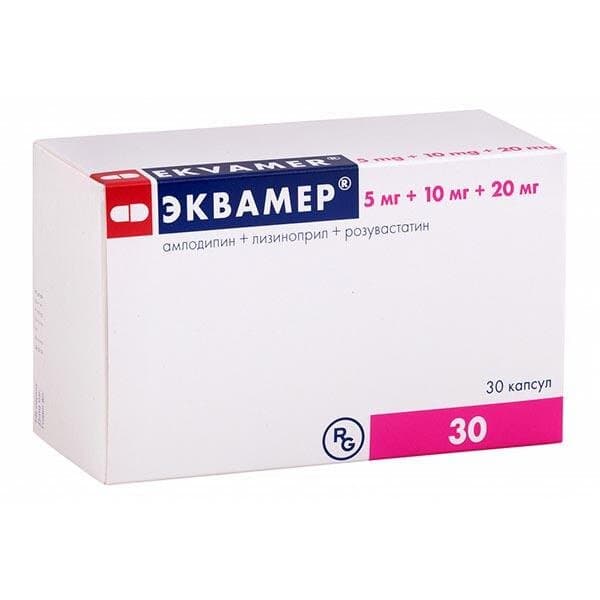 EKVAMER® 5 mg + 10 mg + 20 mg
ЭКВАМЕР® 5 мг + 10 мг + 20 мг
амлодипин + лизиноприл + розувастатин
30 капсул
RG 30